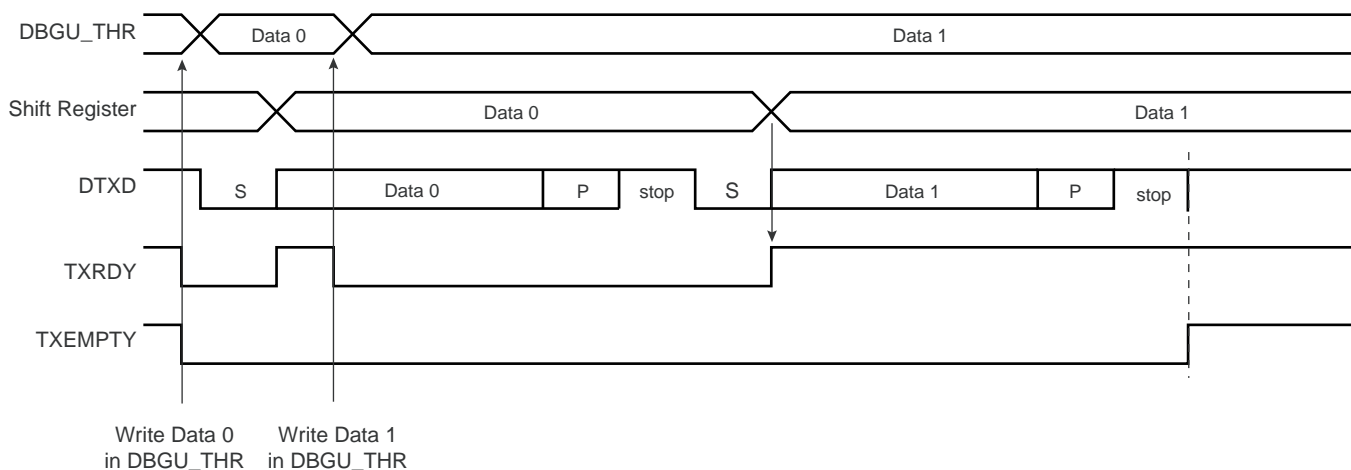 DBGU_THR Data 0 Data 1
Shift Register Data 0 Data 1
DTXD S Data 0 P stop S Data 1 P stop
TXRDY
TXEMPTY
Write Data 0
in DBGU_THR
Write Data 1
in DBGU_THR